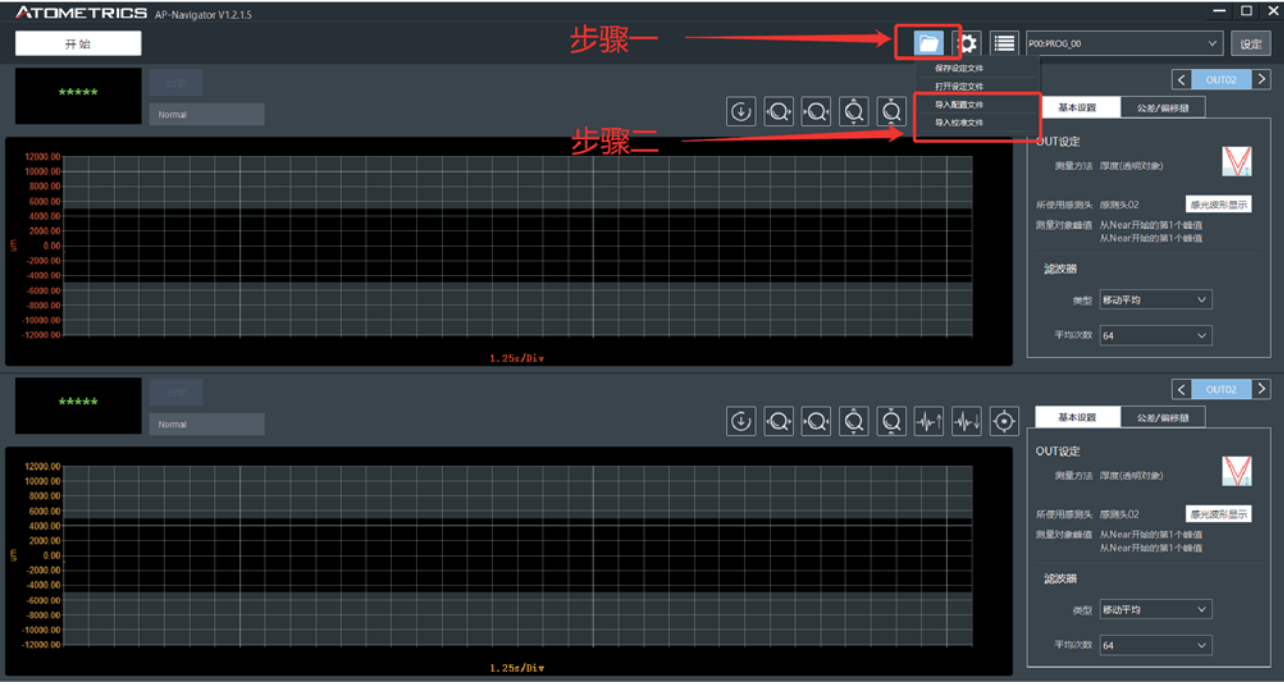 ATOMETRICS AP-Navigator V1.2.1.5
步骤一
开始
P00:PROG_00
设定
保存设定文件
打开设定文件
导入配置文件
导入校准文件
步骤二
*****
Normal
OUT02
基本设置 公差/偏移量
OUT设定
测量方法 厚度(透明对象)
所使用感测头 感测头02 感光波形显示
测量对象峰值 从Near开始的第1个峰值
从Near开始的第1个峰值
滤波器
类型 移动平均
平均次数 64
12000.00
10000.00
8000.00
6000.00
4000.00
2000.00
0.00
-2000.00
-4000.00
-6000.00
-8000.00
-10000.00
-12000.00
um
1.25s/Div
*****
Normal
OUT02
基本设置 公差/偏移量
OUT设定
测量方法 厚度(透明对象)
所使用感测头 感测头02 感光波形显示
测量对象峰值 从Near开始的第1个峰值
从Near开始的第1个峰值
滤波器
类型 移动平均
平均次数 64
12000.00
10000.00
8000.00
6000.00
4000.00
2000.00
0.00
-2000.00
-4000.00
-6000.00
-8000.00
-10000.00
-12000.00
um
1.25s/Div